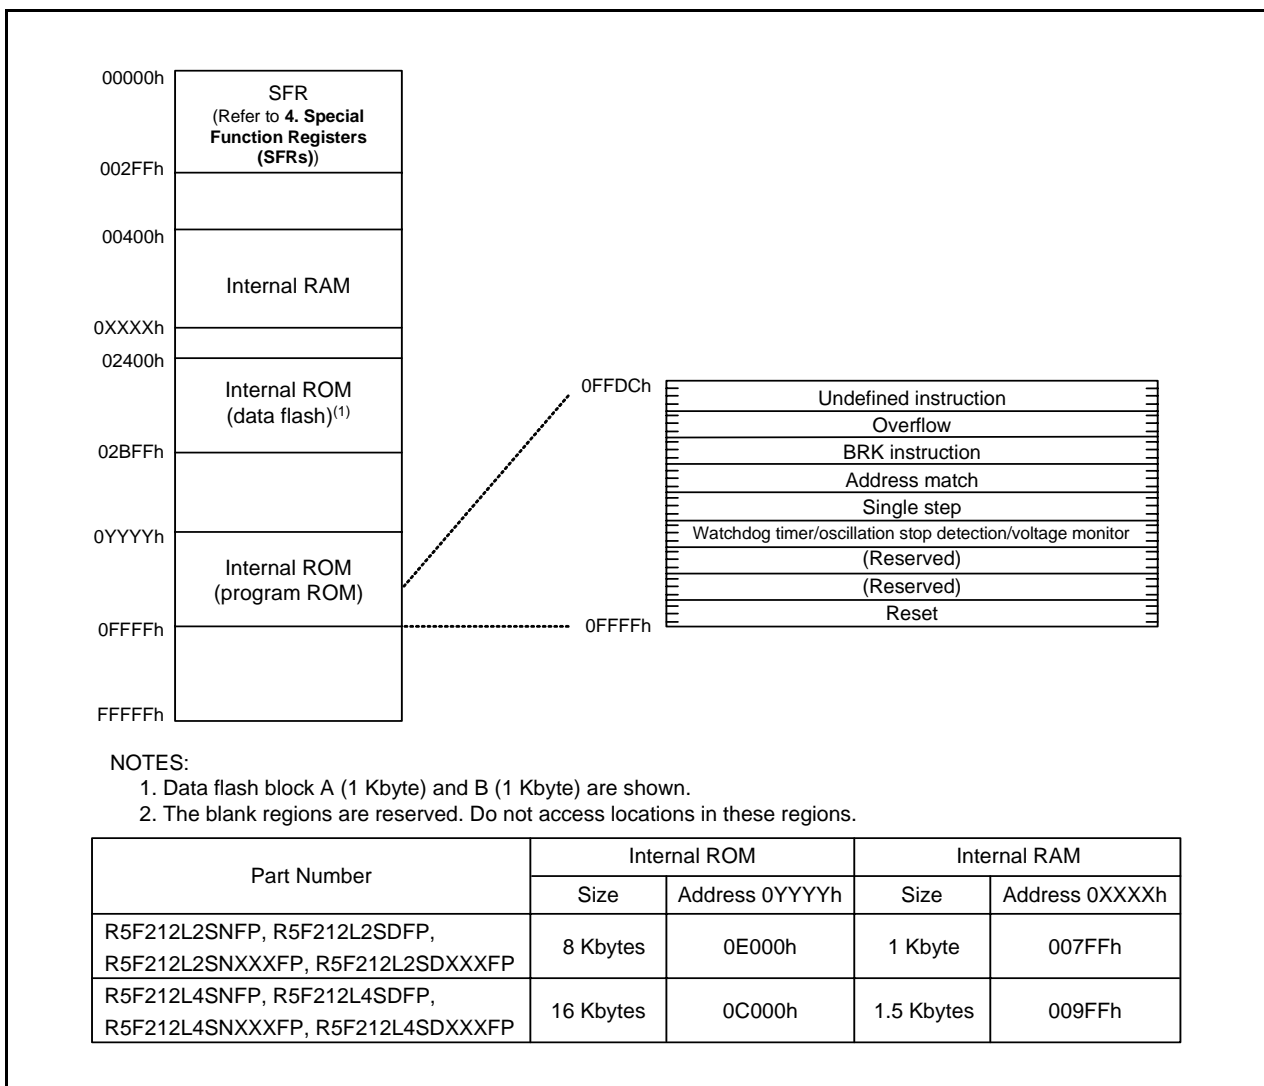 00000h
SFR
(Refer to 4. Special
Function Registers
(SFRs))
002FFh
00400h
Internal RAM
0XXXXh
02400h
Internal ROM
(data flash)(1)
02BFFh
0YYYYh
Internal ROM
(program ROM)
0FFFFh
FFFFFh
0FFDCh
Undefined instruction
Overflow
BRK instruction
Address match
Single step
Watchdog timer/oscillation stop detection/voltage monitor
(Reserved)
(Reserved)
Reset
0FFFFh
NOTES:
1. Data flash block A (1 Kbyte) and B (1 Kbyte) are shown.
2. The blank regions are reserved. Do not access locations in these regions.
Part Number
Internal ROM
Internal RAM
Size
Address 0YYYYh
Size
Address 0XXXXh
R5F212L2SNFP, R5F212L2SDFP,
R5F212L2SNXXXFP, R5F212L2SDXXXFP
8 Kbytes
0E000h
1 Kbyte
007FFh
R5F212L4SNFP, R5F212L4SDFP,
R5F212L4SNXXXFP, R5F212L4SDXXXFP
16 Kbytes
0C000h
1.5 Kbytes
009FFh